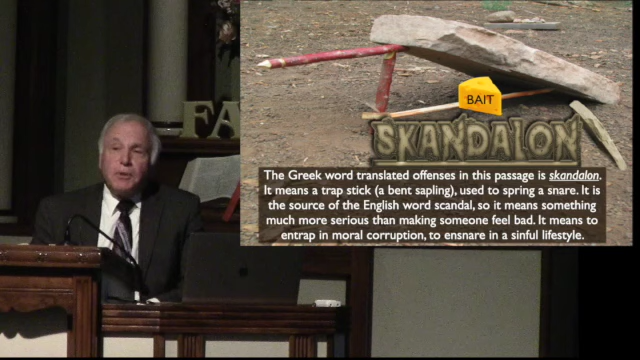 BAIT
SKANDALON
FA
The Greek word translated offenses in this passage is skandalon.
It means a trap stick (a bent sapling), used to spring a snare. It is
the source of the English word scandal, so it means something
much more serious than making someone feel bad. It means to
entrap in moral corruption, to ensnare in a sinful lifestyle.